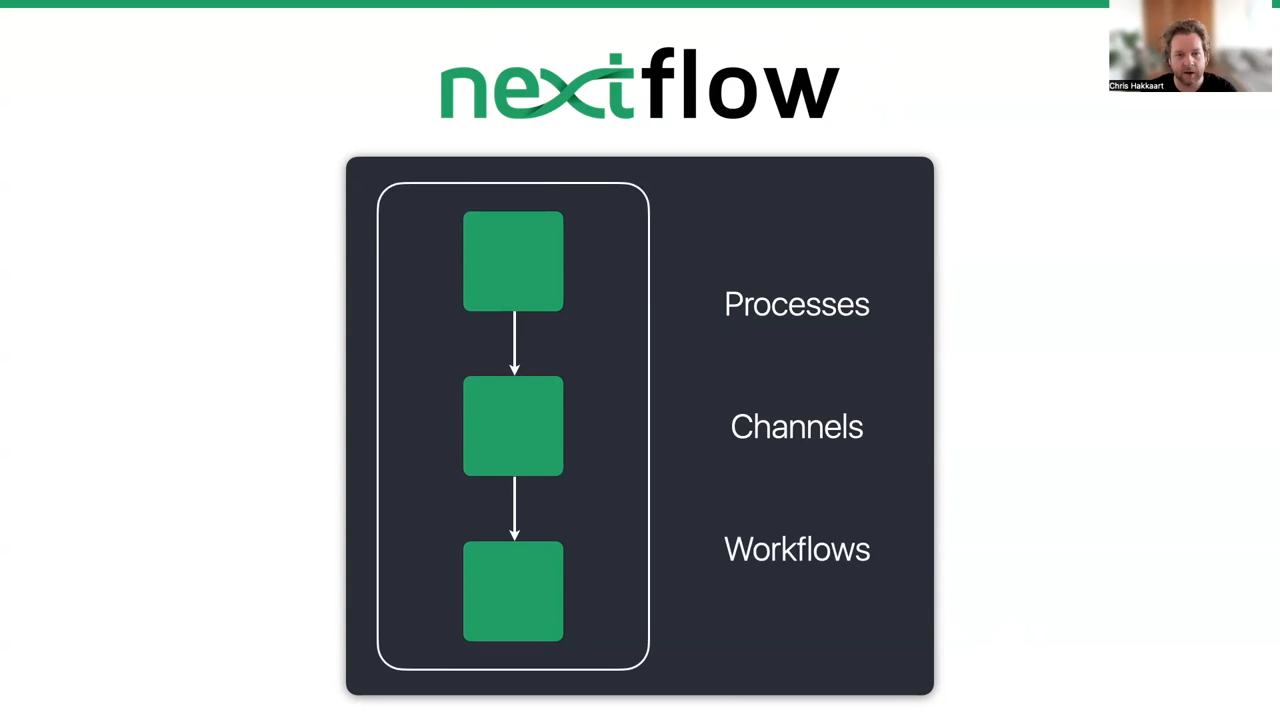 nextflow
Chris Hakkaart
Processes
Channels
Workflows